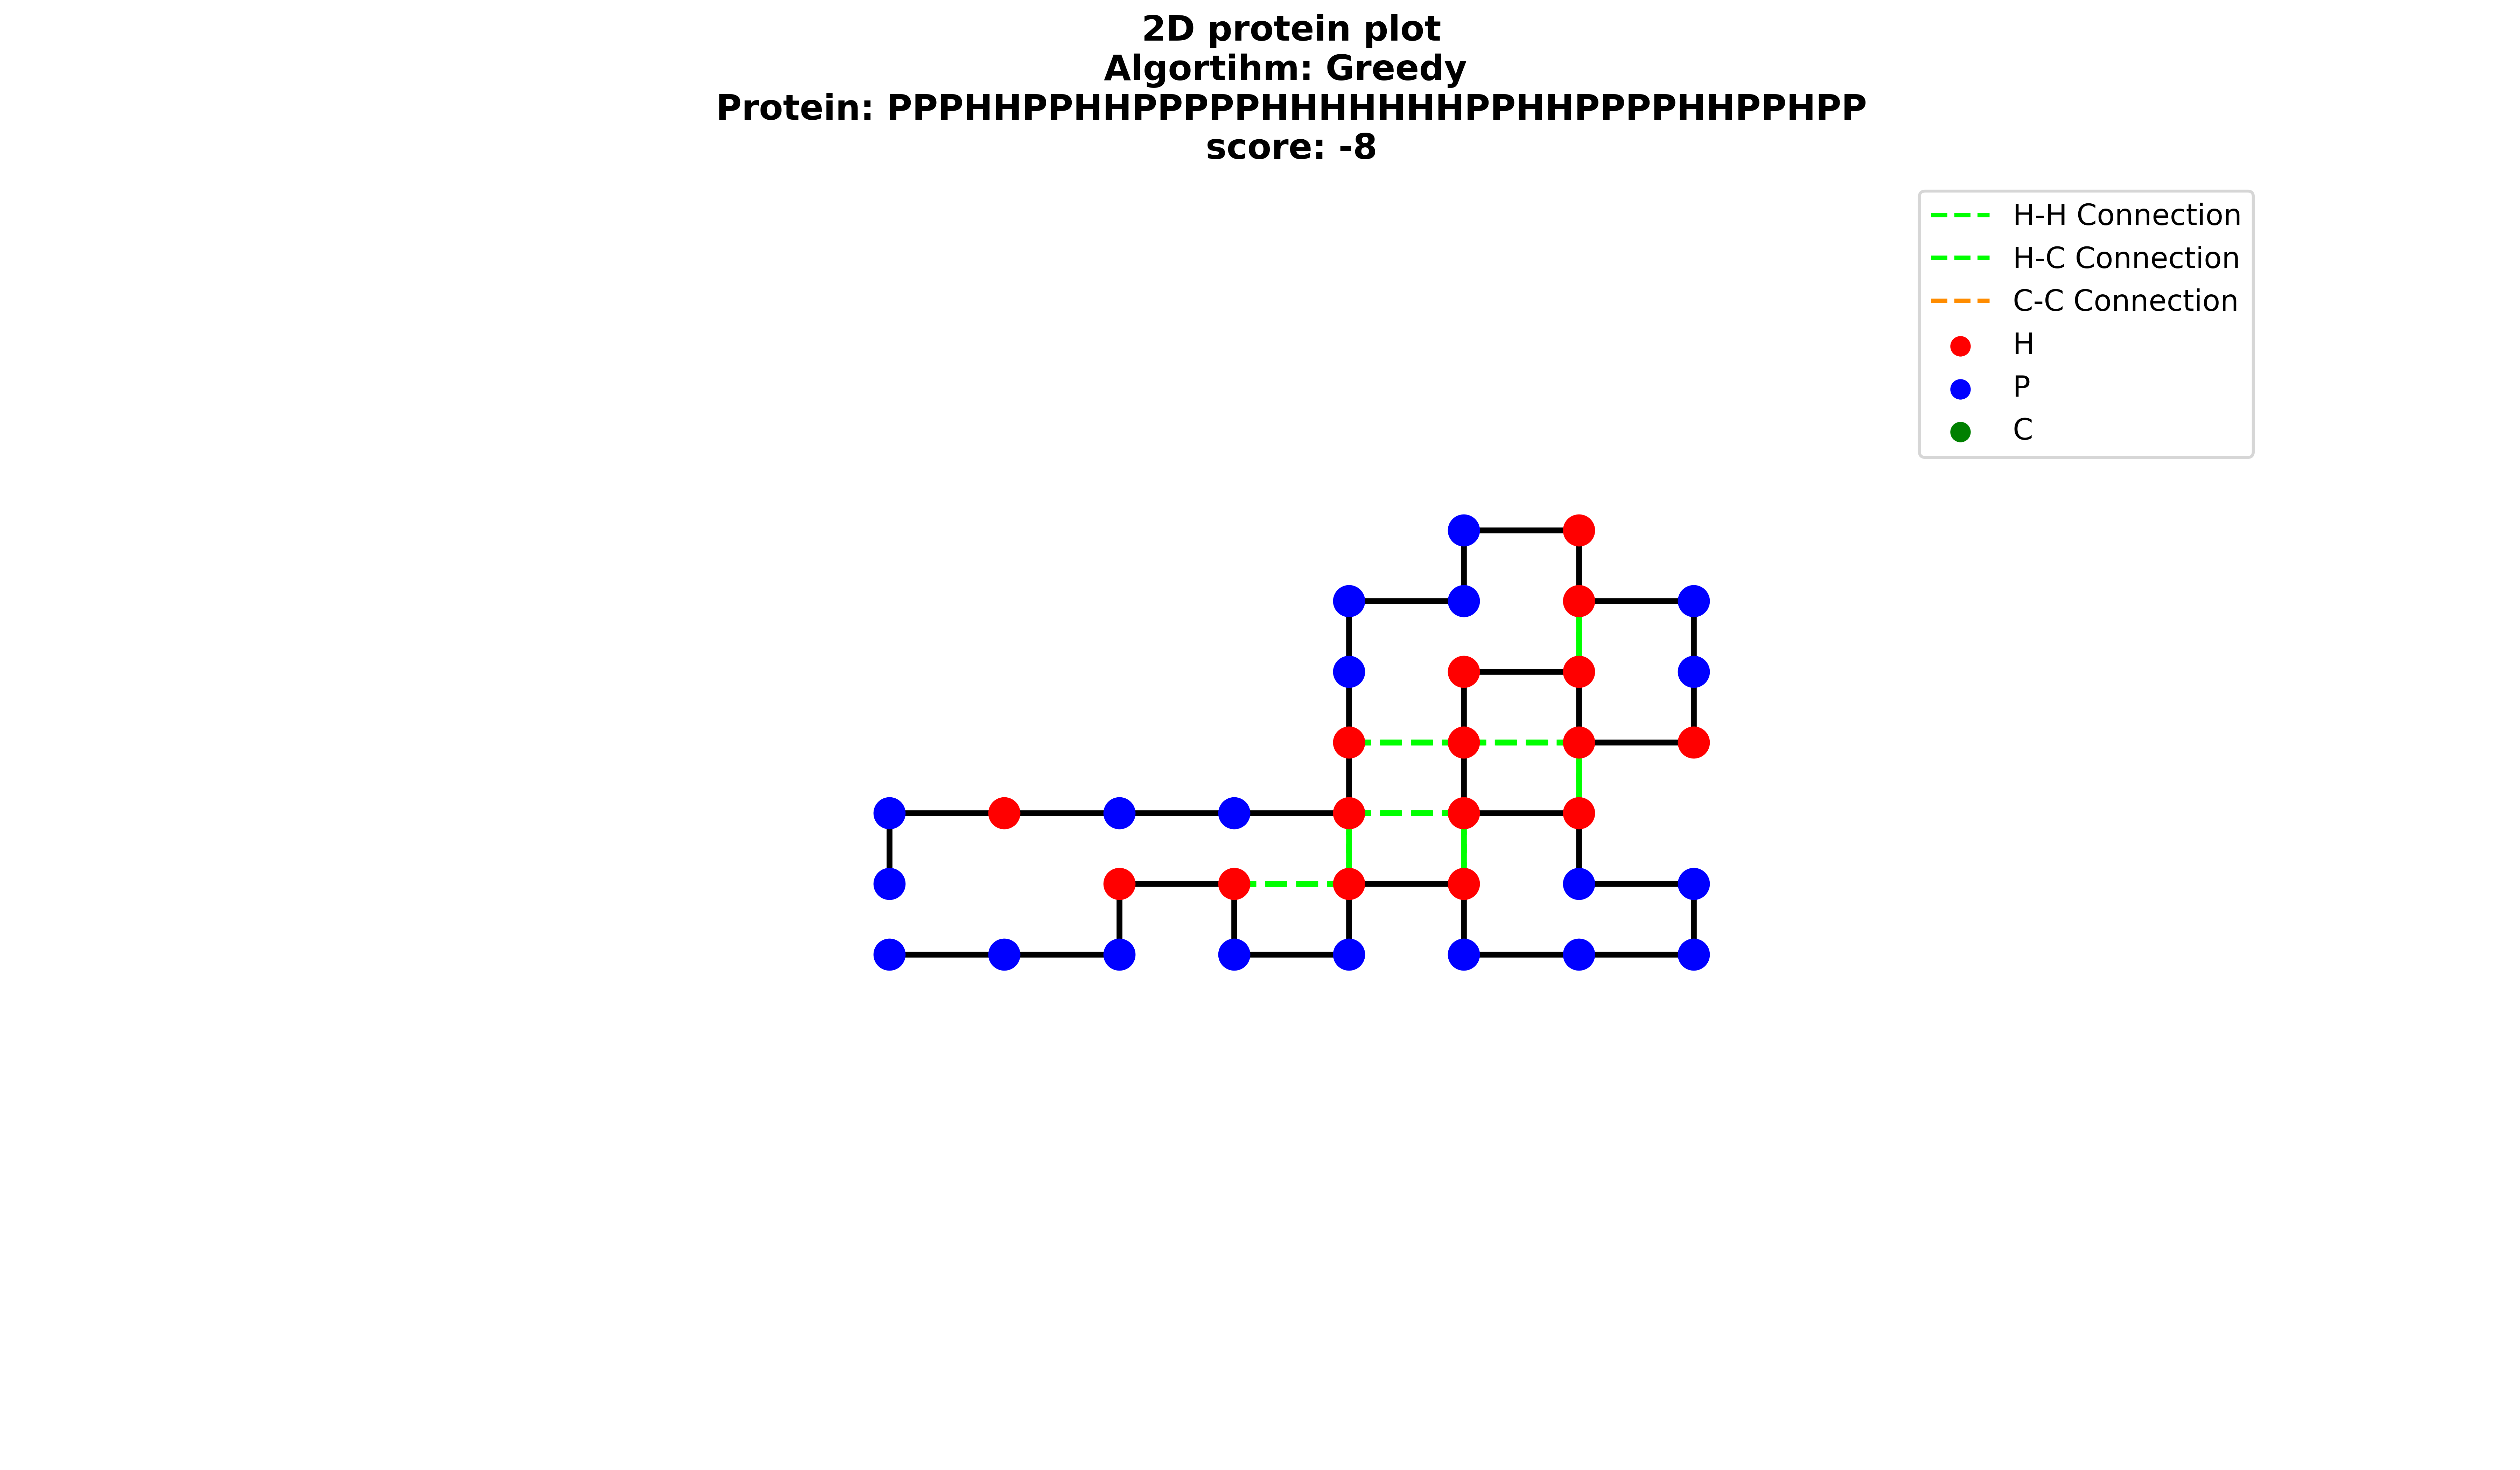 2D protein plot
Algortihm: Greedy
Protein: PPPHHPPHHPPPPPHHHHHHHPPHHPPPPHHPPHPP
score: -8
H-H Connection
H-C Connection
C-C Connection
H
P
C